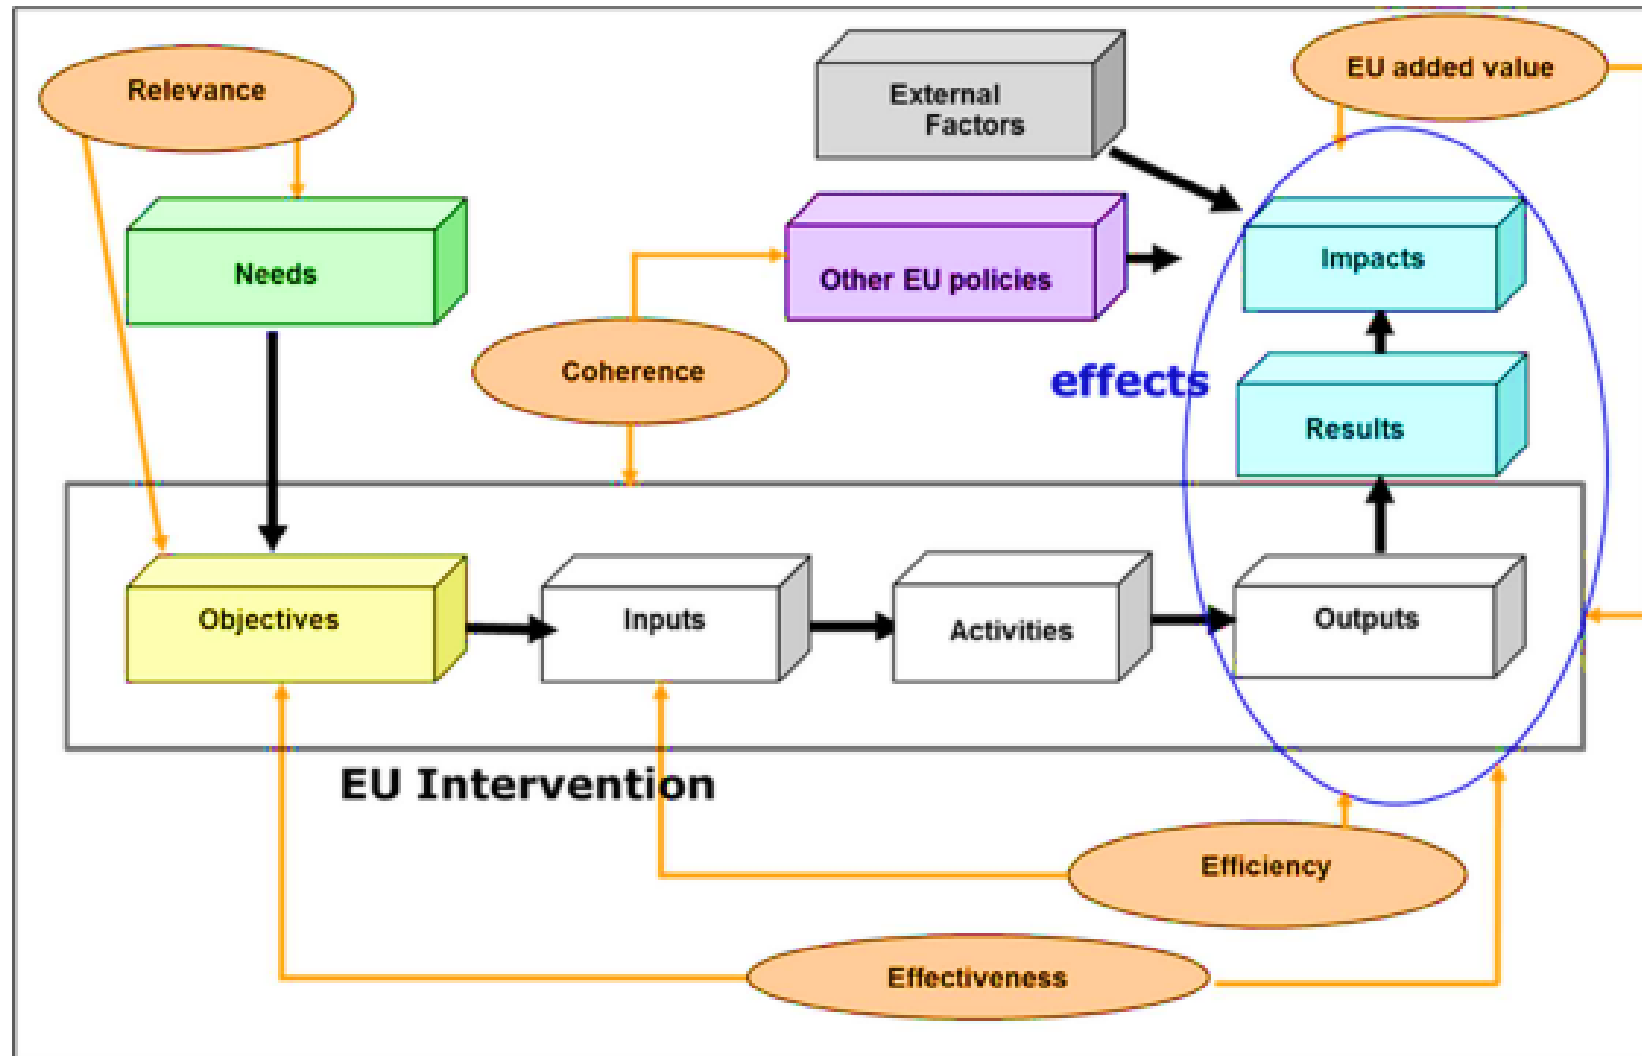 EU added value
Relevance
External
Factors
Needs
Other EU policies
Impacts
Coherence
effects
Results
Objectives
Inputs
Activities
Outputs
EU Intervention
Efficiency
Effectiveness